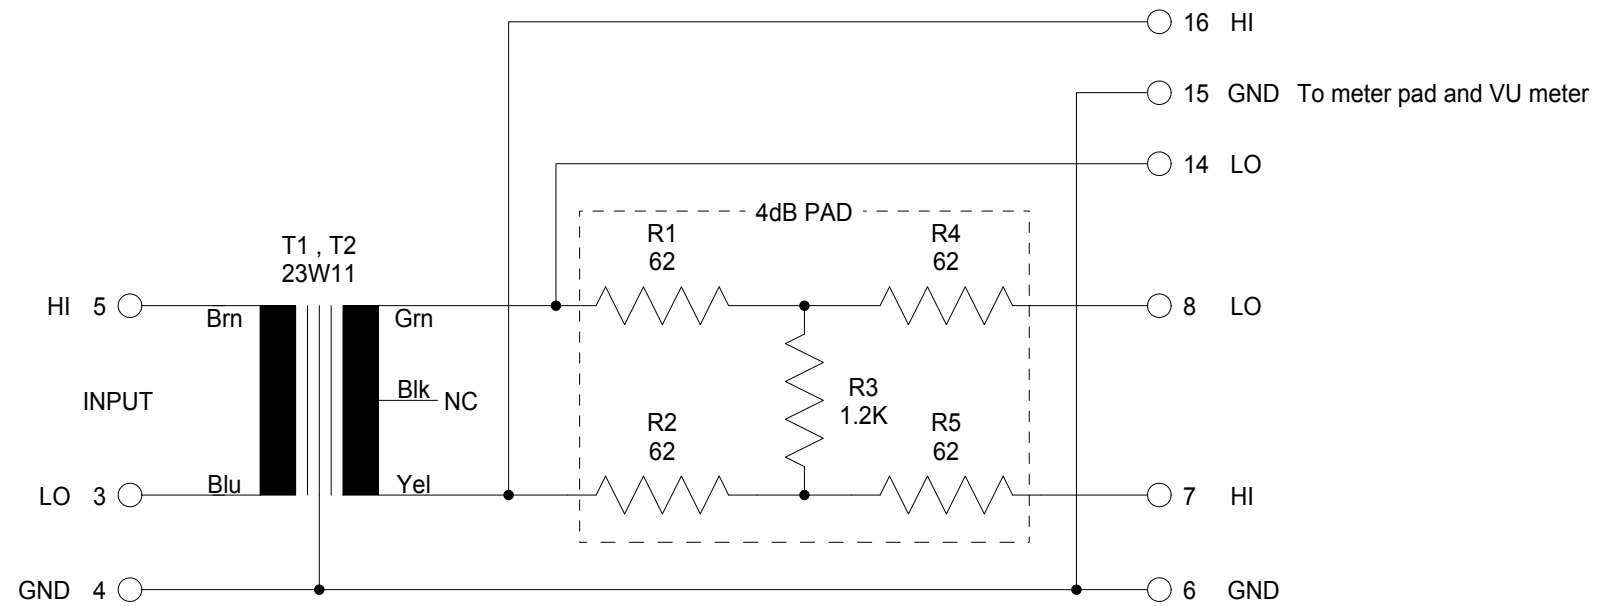 16 HI
15 GND To meter pad and VU meter
14 LO
4dB PAD
R1
62
R4
62
T1 , T2
23W11
HI 5
Brn
Grn
8 LO
INPUT
Blk
NC
R3
1.2K
R2
62
R5
62
LO 3
Blu
Yel
7 HI
GND 4
6 GND